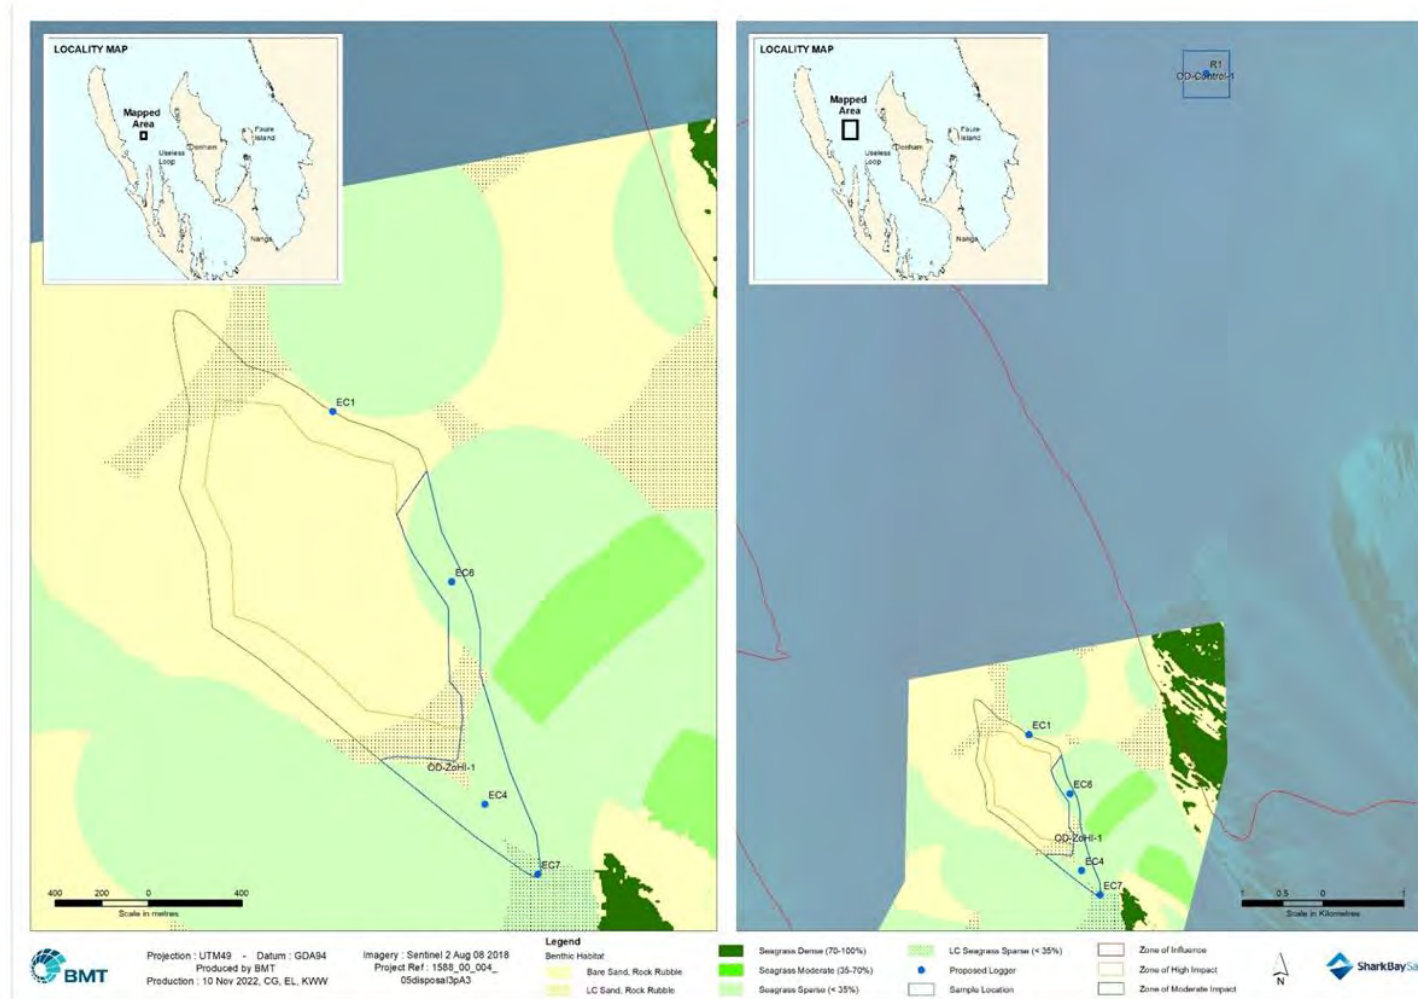 LOCALITY MAP
Mapped
Area
Useless
Loop
Denham
Faure
Island
Nanga
EC1
EC6
OD-ZoHI-1
EC4
EC7
400 200 0 400
Scale in metres
LOCALITY MAP
Mapped
Area
Useless
Loop
Denham
Faure
Island
Nanga
R1
OD-Control-1
EC1
EC6
OD-ZoHI-1
EC4
EC7
1 0.5 0 1
Scale in Kilometres
BMT
Projection : UTM49 - Datum : GDA94
Produced by BMT
Production : 10 Nov 2022, CG, EL, KWW
Imagery : Sentinel 2 Aug 08 2018
Project Ref : 1588_00_004_
05disposal3pA3
Legend
Benthic Habitat
Bare Sand, Rock Rubble
LC Sand, Rock Rubble
Seagrass Dense (70-100%)
Seagrass Moderate (35-70%)
Seagrass Sparse (< 35%)
LC Seagrass Sparse (< 35%)
Proposed Logger
Sample Location
Zone of Influence
Zone of High Impact
Zone of Moderate Impact
N
SharkBaySa